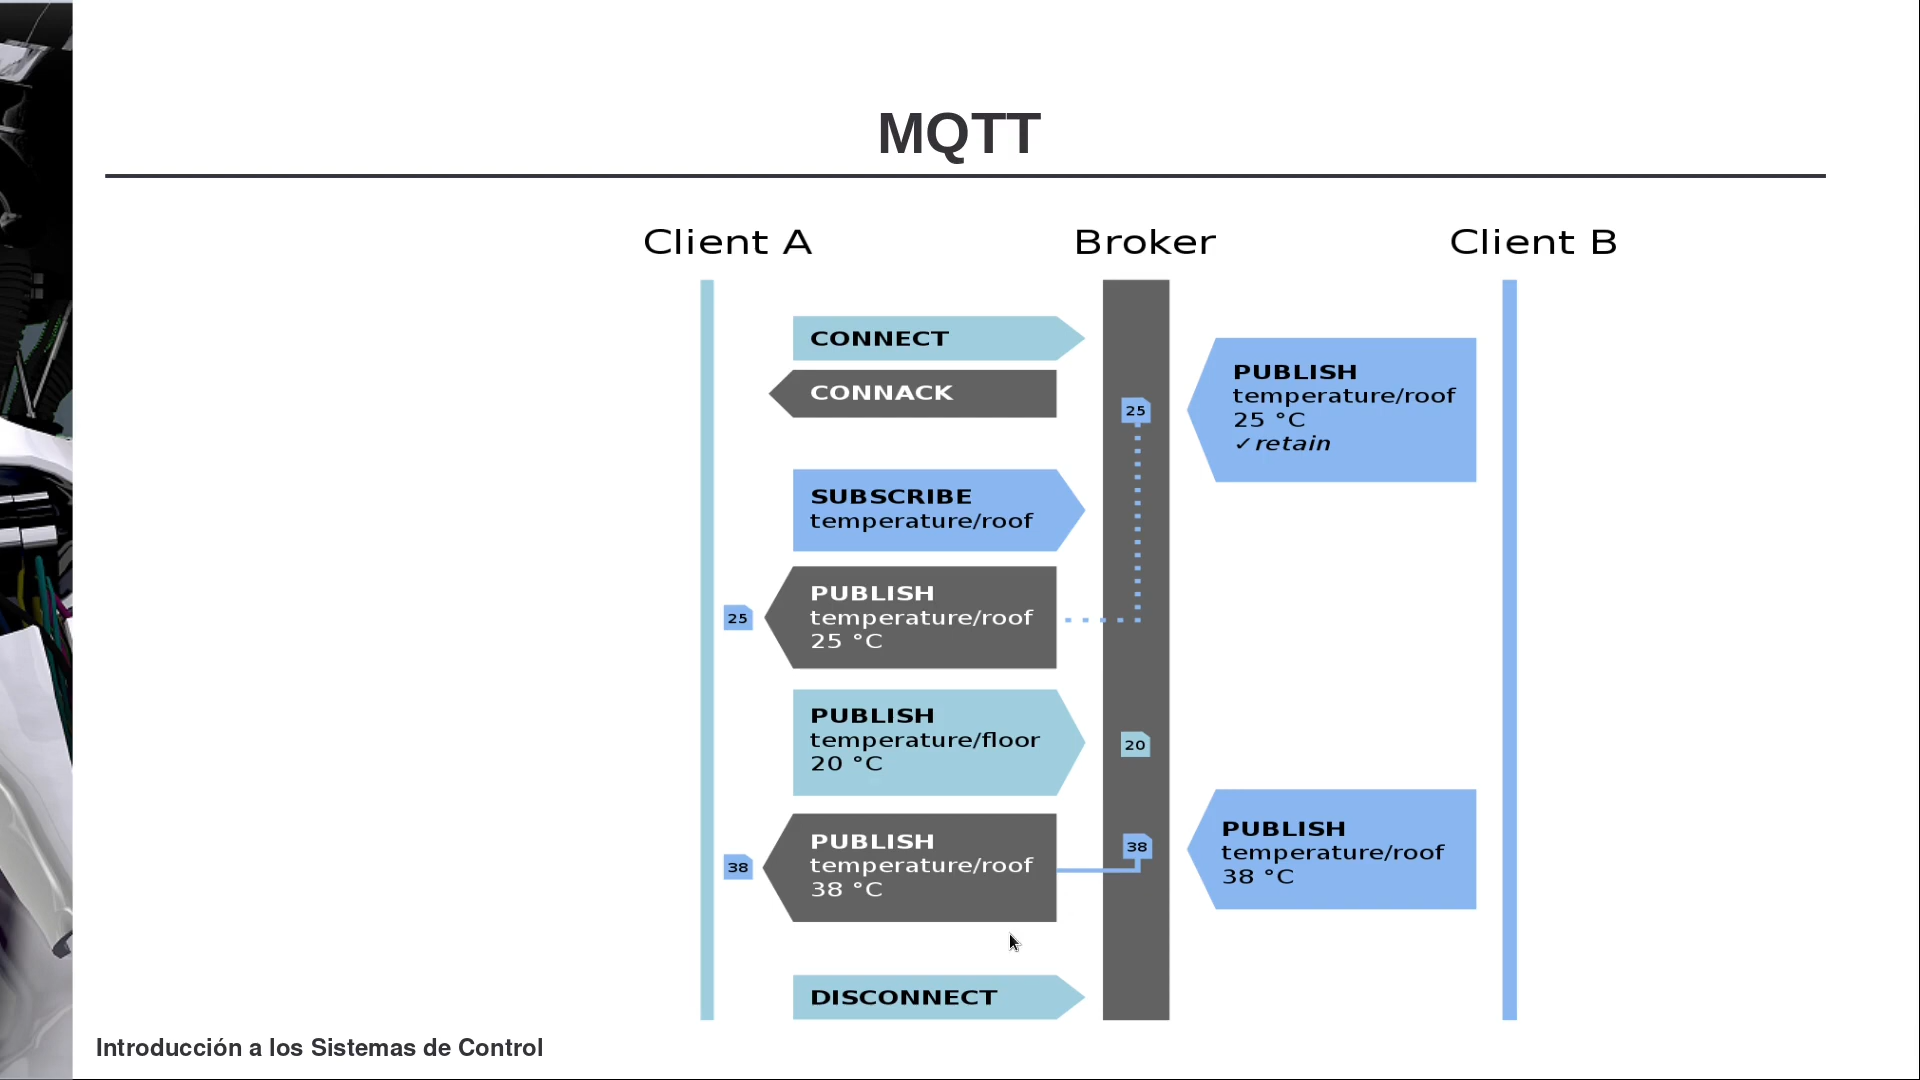 MQTT
Client A
Broker
Client B
CONNECT
CONNACK
25
PUBLISH
temperature/roof
25 °C
✓retain
SUBSCRIBE
temperature/roof
25
PUBLISH
temperature/roof
25 °C
PUBLISH
temperature/floor
20 °C
20
38
PUBLISH
temperature/roof
38 °C
38
PUBLISH
temperature/roof
38 °C
DISCONNECT
Introducción a los Sistemas de Control